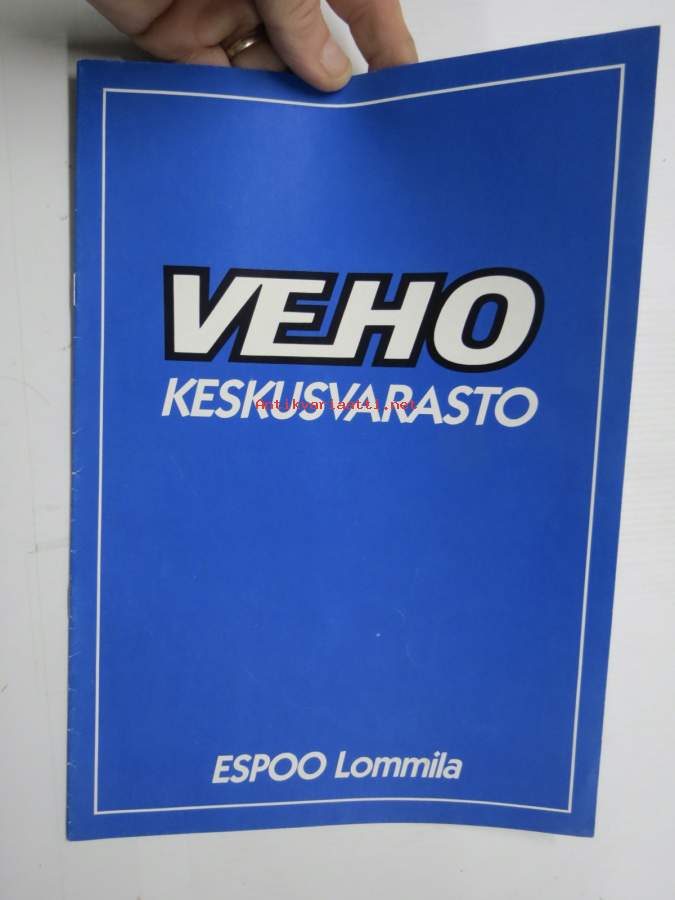 VEHO
KESKUSVARASTO
Antikvariaatti.net
ESPOO Lommila